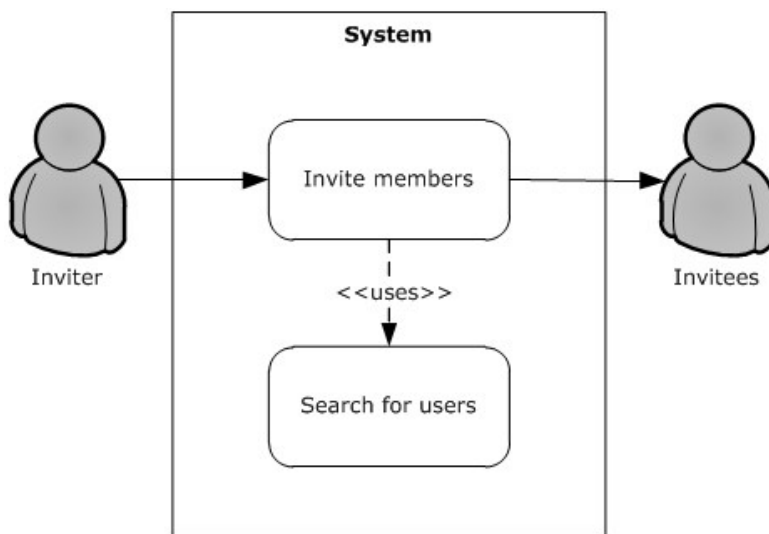 System
Invite members
Inviter
Invitees
<<uses>>
Search for users